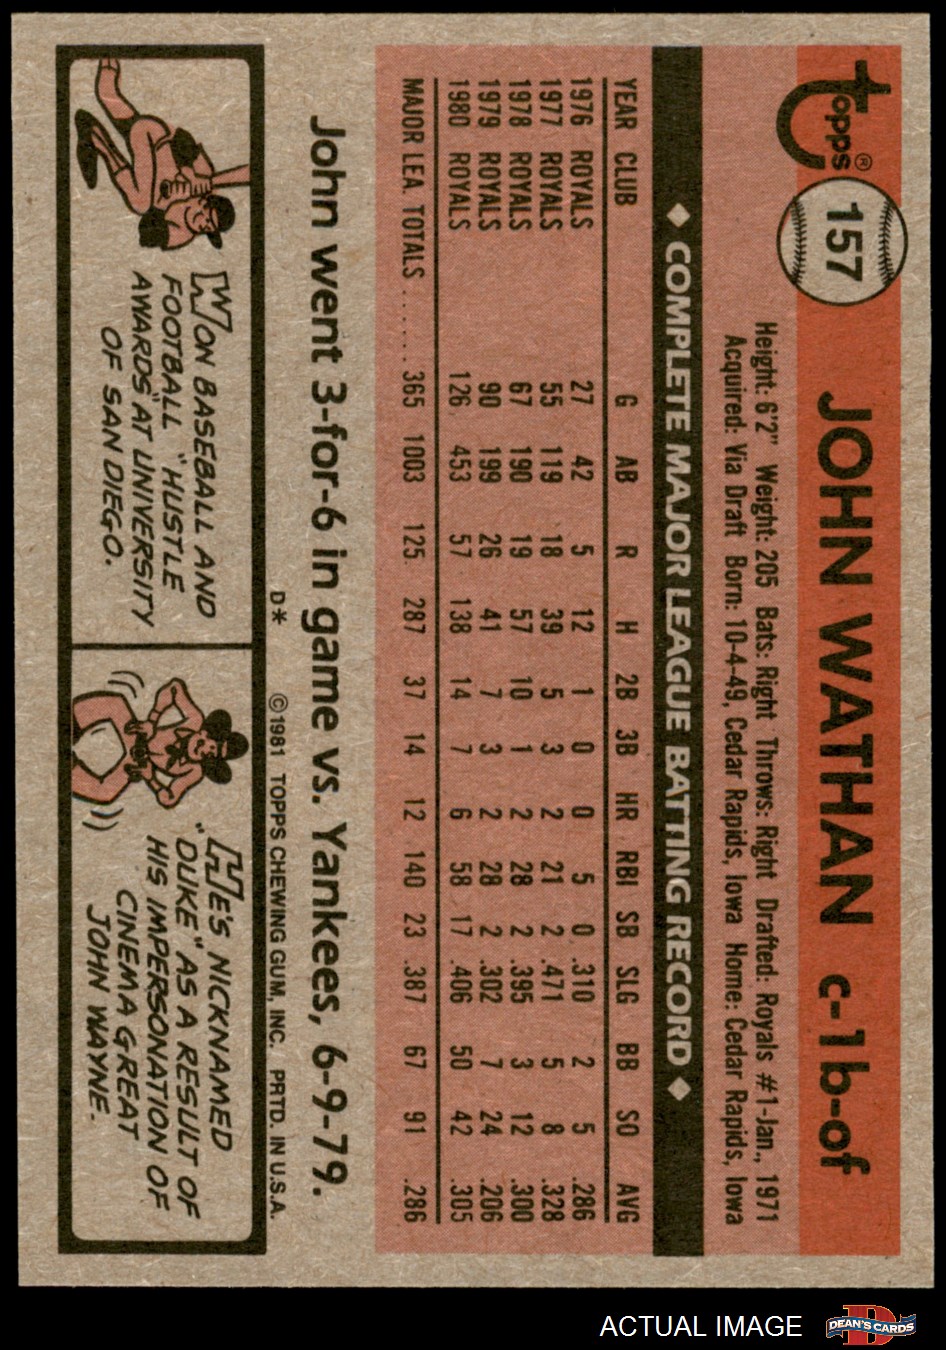 topps®
157
JOHN WATHAN c-1b-of
Height: 6'2" Weight: 205 Bats: Right Throws: Right Drafted: Royals #1-Jan., 1971
Acquired: Via Draft Born: 10-4-49, Cedar Rapids, Iowa Home: Cedar Rapids, Iowa
◆ COMPLETE MAJOR LEAGUE BATTING RECORD ◆
YEAR CLUB G AB R H 2B 3B HR RBI SB SLG BB SO AVG
1976 ROYALS 27 42 5 12 1 0 0 5 0 .310 2 5 .286
1977 ROYALS 55 119 18 39 5 3 2 21 2 .471 5 8 .328
1978 ROYALS 67 190 19 57 10 1 2 28 2 .395 3 12 .300
1979 ROYALS 90 199 26 41 7 3 2 28 2 .302 7 24 .206
1980 ROYALS 126 453 57 138 14 7 6 58 17 .406 50 42 .305
MAJOR LEA. TOTALS ...... 365 1003 125 287 37 14 12 140 23 .387 67 91 .286
John went 3-for-6 in game vs. Yankees, 6-9-79.
D* ©1981 TOPPS CHEWING GUM, INC. PRTD. IN U.S.A.
WON BASEBALL AND
FOOTBALL "HUSTLE
AWARDS" AT UNIVERSITY
OF SAN DIEGO.
HE'S NICKNAMED
"DUKE" AS A RESULT OF
HIS IMPERSONATION OF
CINEMA GREAT
JOHN WAYNE.
ACTUAL IMAGE
D
DEAN'S CARDS